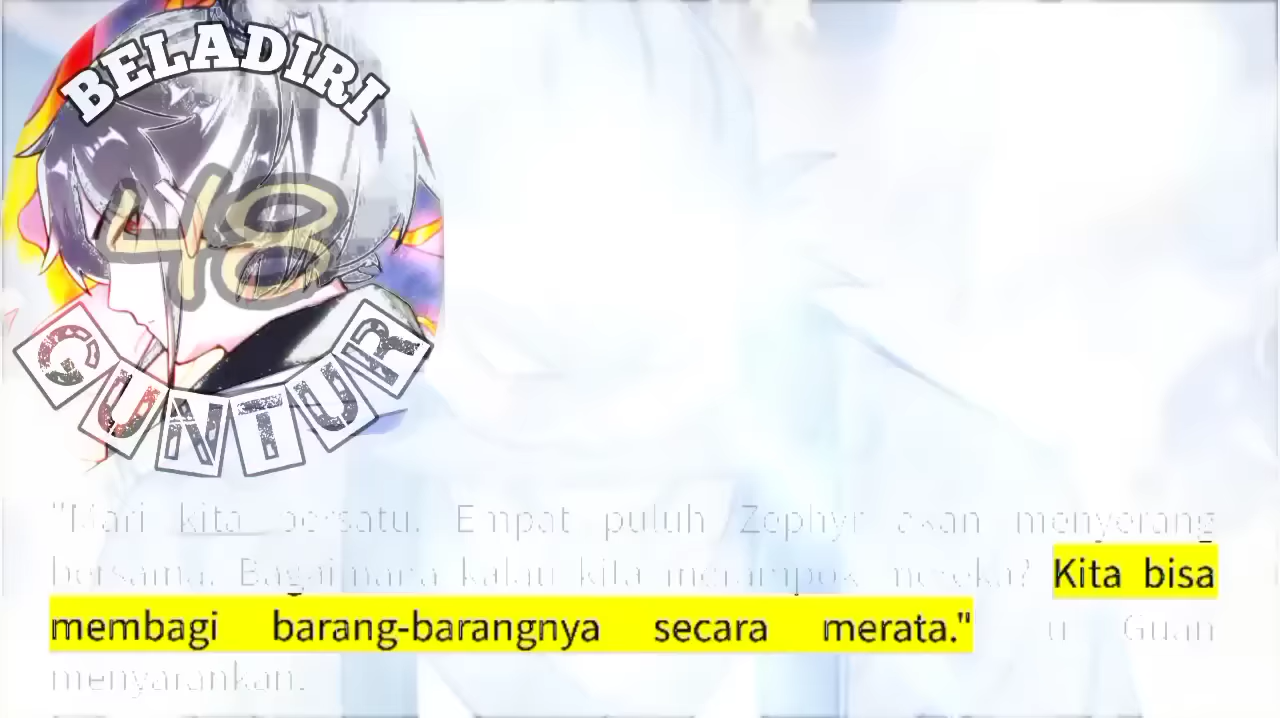 BELADIRI
48
GUNTUR
"Mari kita bersatu. Empat puluh Zephyr akan menyerang
bersama. Bagaimana kalau kita merampok mereka? Kita bisa
membagi barang-barangnya secara merata." Guan
menyarankan.